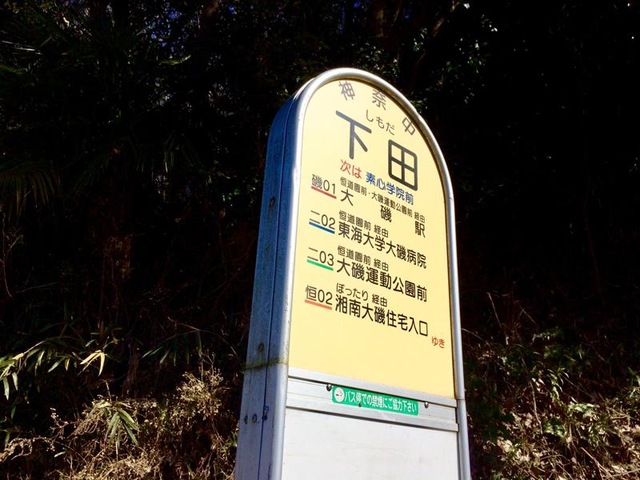 神奈中
しもだ
下田
次は 素心学院前
恒道園前・大磯運動公園前 経由
磯01 大磯駅
恒道園前 経由
二02 東海大学大磯病院
恒道園前 経由
二03 大磯運動公園前
ぼったり 経由
恒02 湘南大磯住宅入口
ゆき
バス停での禁煙にご協力下さい